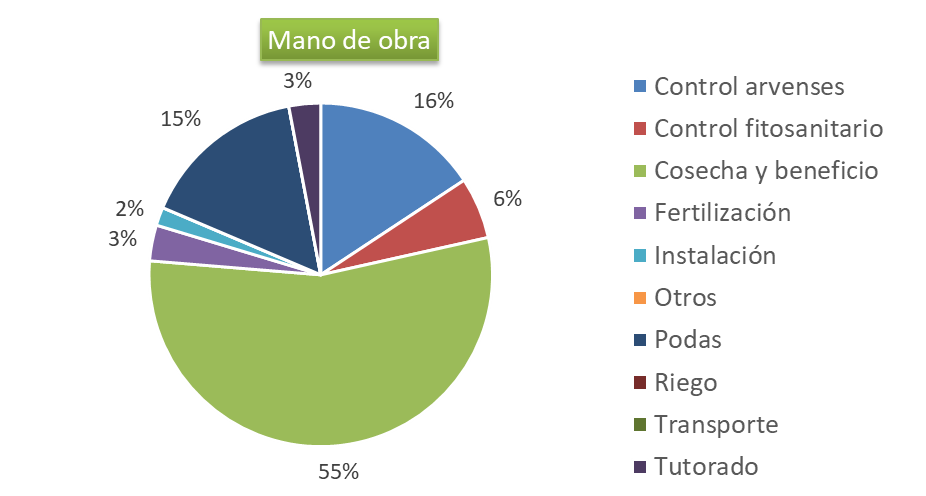 Mano de obra
3%
16%
15%
6%
2%
3%
55%
Control arvenses
Control fitosanitario
Cosecha y beneficio
Fertilización
Instalación
Otros
Podas
Riego
Transporte
Tutorado